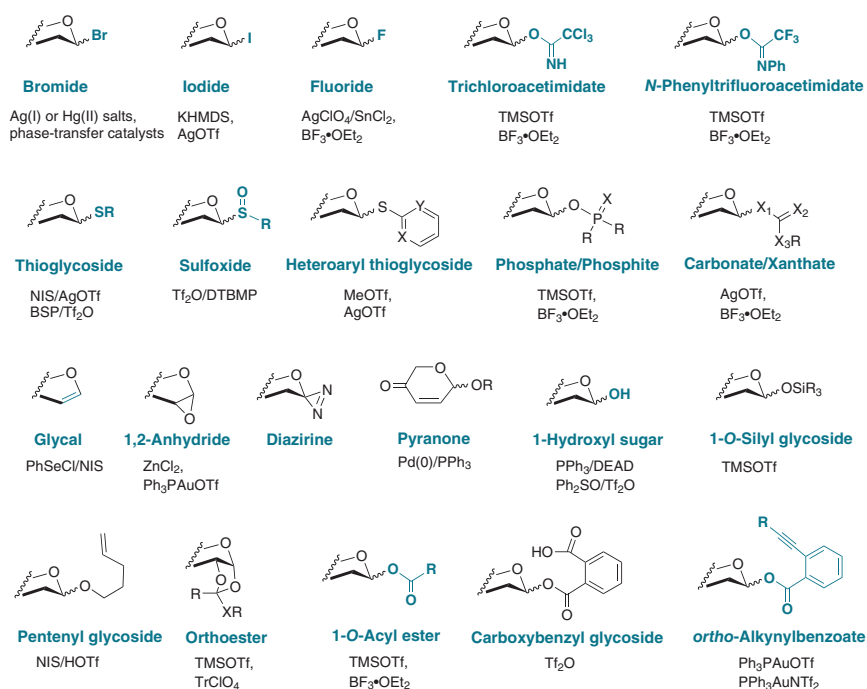 O Br
O I
O F
O O CCl3 NH
O O CF3 NPh
Bromide Iodide Fluoride Trichloroacetimidate N-Phenyltrifluoroacetimidate
Ag(I) or Hg(II) salts, KHMDS, AgClO4/SnCl2, TMSOTf TMSOTf
phase-transfer catalysts AgOTf BF3•OEt2 BF3•OEt2 BF3•OEt2
O SR
O O S R
O S Y X
O O X P R R
O X1 X2 X3R
Thioglycoside Sulfoxide Heteroaryl thioglycoside Phosphate/Phosphite Carbonate/Xanthate
NIS/AgOTf Tf2O/DTBMP MeOTf, TMSOTf, AgOTf,
BSP/Tf2O AgOTf BF3•OEt2 BF3•OEt2
O
O O
O N N
O O OR
O OH
O OSiR3
Glycal 1,2-Anhydride Diazirine Pyranone 1-Hydroxyl sugar 1-O-Silyl glycoside
PhSeCl/NIS ZnCl2, Pd(0)/PPh3 PPh3/DEAD TMSOTf
Ph3PAuOTf Ph2SO/Tf2O
O O
O O O R XR
O O R O
O O HO O O
O O R O
Pentenyl glycoside Orthoester 1-O-Acyl ester Carboxybenzyl glycoside ortho-Alkynylbenzoate
NIS/HOTf TMSOTf, TMSOTf, Tf2O Ph3PAuOTf
TrClO4 BF3•OEt2 PPh3AuNTf2